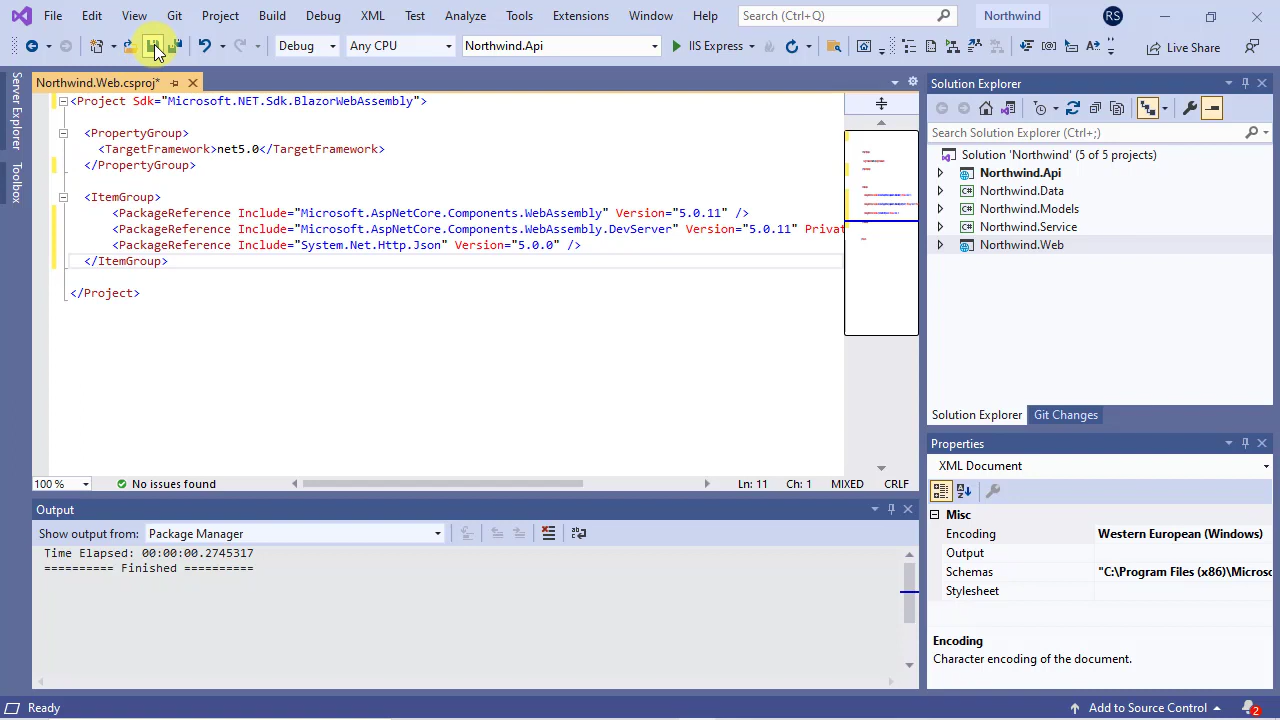 File Edit View Git Project Build Debug XML Test Analyze Tools Extensions Window Help Search (Ctrl+Q) Northwind RS
Debug Any CPU Northwind.Api IIS Express Live Share
Server Explorer
Toolbox
Northwind.Web.csproj*
<Project Sdk="Microsoft.NET.Sdk.BlazorWebAssembly">
<PropertyGroup>
<TargetFramework>net5.0</TargetFramework>
</PropertyGroup>
<ItemGroup>
<PackageReference Include="Microsoft.AspNetCore.Components.WebAssembly" Version="5.0.11" />
<PackageReference Include="Microsoft.AspNetCore.Components.WebAssembly.DevServer" Version="5.0.11" Priva
<PackageReference Include="System.Net.Http.Json" Version="5.0.0" />
</ItemGroup>
</Project>
100 % No issues found Ln: 11 Ch: 1 MIXED CRLF
Output
Show output from: Package Manager
Time Elapsed: 00:00:00.2745317
========== Finished ==========
Solution Explorer
Search Solution Explorer (Ctrl+;)
Solution 'Northwind' (5 of 5 projects)
Northwind.Api
Northwind.Data
Northwind.Models
Northwind.Service
Northwind.Web
Solution Explorer Git Changes
Properties
XML Document
Misc
Encoding Western European (Windows)
Output
Schemas "C:\Program Files (x86)\Microso
Stylesheet
Encoding
Character encoding of the document.
Ready Add to Source Control 2